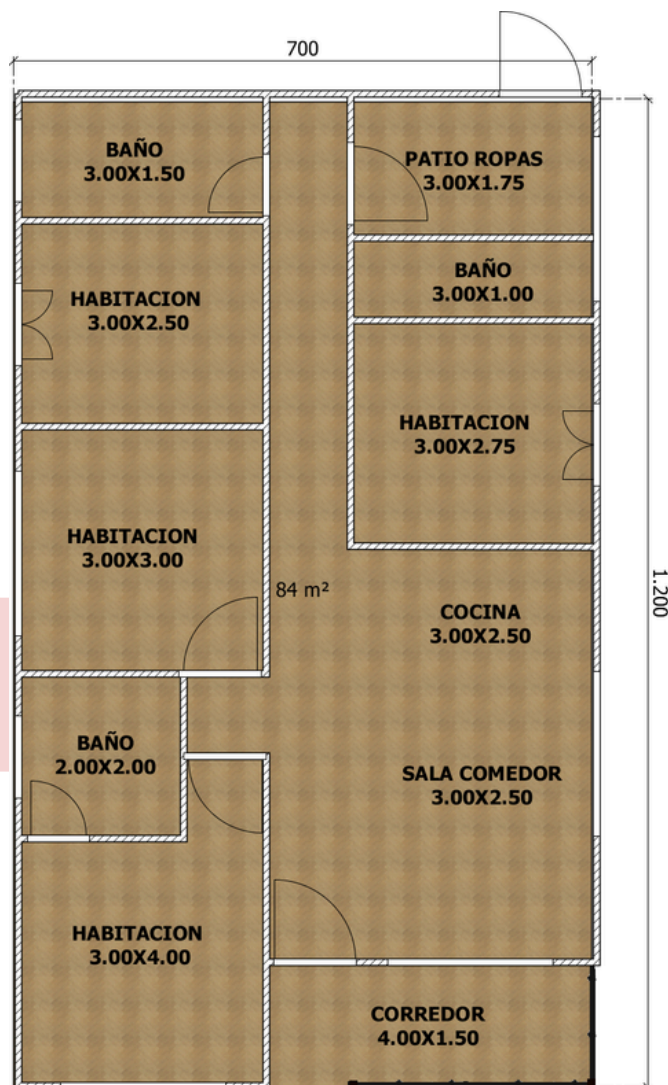 700
BAÑO
3.00X1.50
PATIO ROPAS
3.00X1.75
BAÑO
3.00X1.00
HABITACION
3.00X2.50
HABITACION
3.00X2.75
HABITACION
3.00X3.00
84 m²
COCINA
3.00X2.50
1.200
BAÑO
2.00X2.00
SALA COMEDOR
3.00X2.50
HABITACION
3.00X4.00
CORREDOR
4.00X1.50